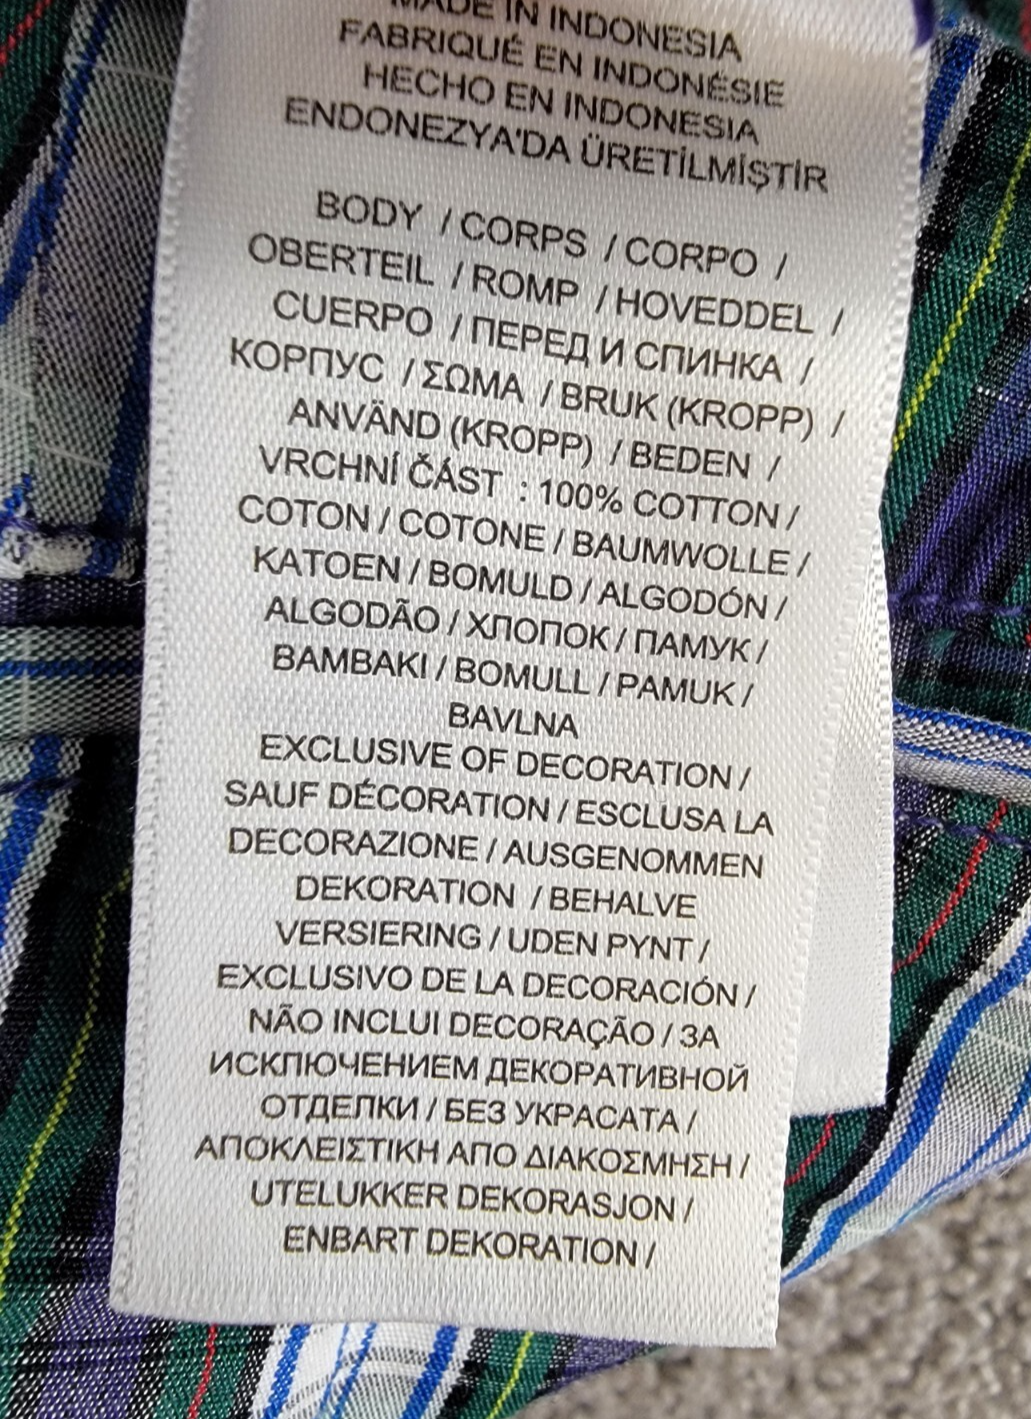 MADE IN INDONESIA
FABRIQUÉ EN INDONÉSIE
HECHO EN INDONESIA
ENDONEZYA'DA ÜRETİLMİŞTİR
BODY / CORPS / CORPO /
OBERTEIL / ROMP / HOVEDDEL /
CUERPO / ПЕРЕД И СПИНКА /
КОРПУС / ΣΩΜΑ / BRUK (KROPP) /
ANVÄND (KROPP) / BEDEN /
VRCHNÍ ČÁST : 100% COTTON /
COTON / COTONE / BAUMWOLLE /
KATOEN / BOMULD / ALGODÓN /
ALGODÃO / ХЛОПОК / ПАМУК /
ΒΑΜΒΑΚΙ / BOMULL / PAMUK /
BAVLNA
EXCLUSIVE OF DECORATION /
SAUF DÉCORATION / ESCLUSA LA
DECORAZIONE / AUSGENOMMEN
DEKORATION / BEHALVE
VERSIERING / UDEN PYNT /
EXCLUSIVO DE LA DECORACIÓN /
NÃO INCLUI DECORAÇÃO / ЗА
ИСКЛЮЧЕНИЕМ ДЕКОРАТИВНОЙ
ОТДЕЛКИ / БЕЗ УКРАСАТА /
ΑΠΟΚΛΕΙΣΤΙΚΗ ΑΠΟ ΔΙΑΚΟΣΜΗΣΗ /
UTELUKKER DEKORASJON /
ENBART DEKORATION /